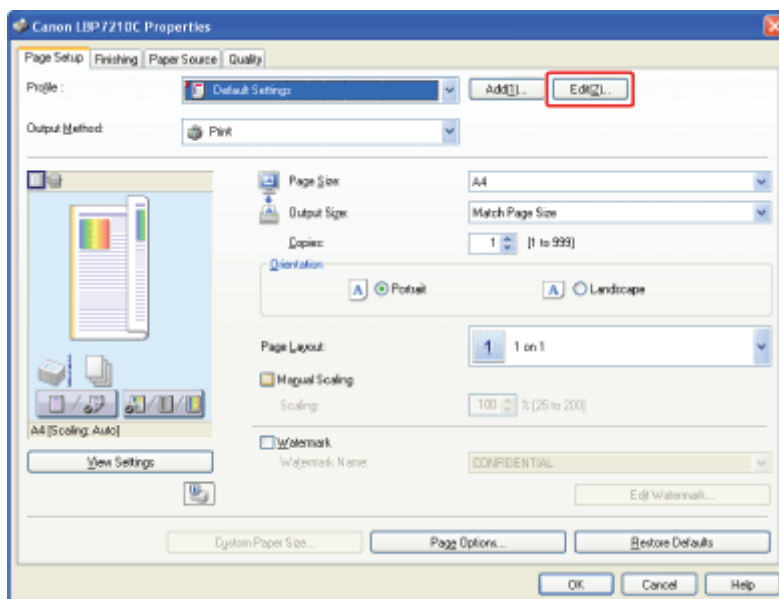 Canon LBP7210C Properties
Page Setup Finishing Paper Source Quality
Profile : Default Settings Add(1)... Edit(2)...
Output Method: Print
Page Size: A4
Output Size: Match Page Size
Copies: 1 [1 to 999]
Orientation
A Portrait A Landscape
Page Layout: 1 1 on 1
Manual Scaling
Scaling: 100 % [25 to 200]
A4 [Scaling: Auto]
Watermark
View Settings
Watermark Name: CONFIDENTIAL
Edit Watermark...
Custom Paper Size... Page Options... Restore Defaults
OK Cancel Help